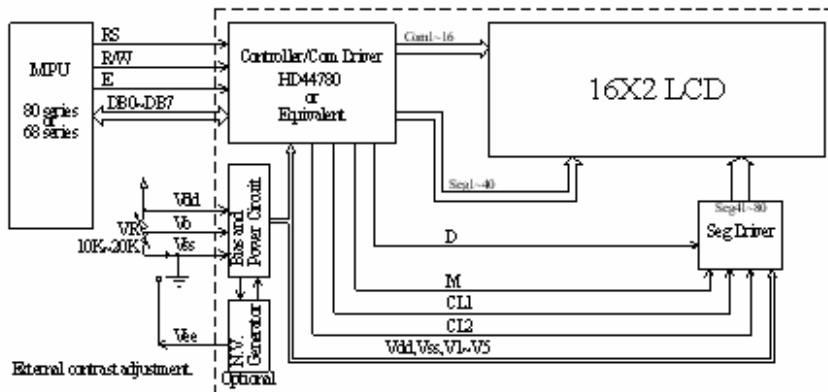 RS
R/W
E
DB0~DB7
MPU
80 series
or
68 series
Controller/Com Driver
HD44780
or
Equivalent
Com1~16
16X2 LCD
Seg1~40
Seg41~80
Seg Driver
D
M
CL1
CL2
Vdd,Vss,V1~V5
Vdd
Vo
Vss
VR
10K~20K
Bias and
Power Circuit
Vee
N.V.
Generator
Optional
External contrast adjustment.